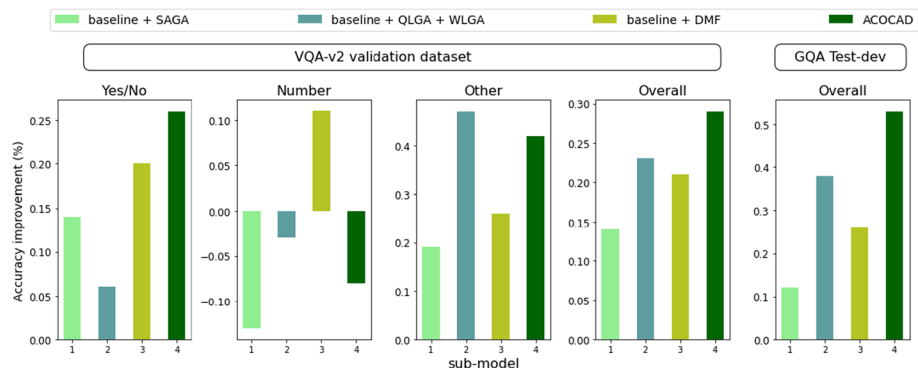 baseline + SAGA baseline + QLGA + WLGA baseline + DMF ACOCAD
VQA-v2 validation dataset GQA Test-dev
Yes/No Number Other Overall Overall
Accuracy improvement (%)
0.25
0.20
0.15
0.10
0.05
0.00
1 2 3 4
0.10
0.05
0.00
−0.05
−0.10
1 2 3 4
0.4
0.3
0.2
0.1
0.0
1 2 3 4
0.30
0.25
0.20
0.15
0.10
0.05
0.00
1 2 3 4
0.5
0.4
0.3
0.2
0.1
0.0
1 2 3 4
sub-model